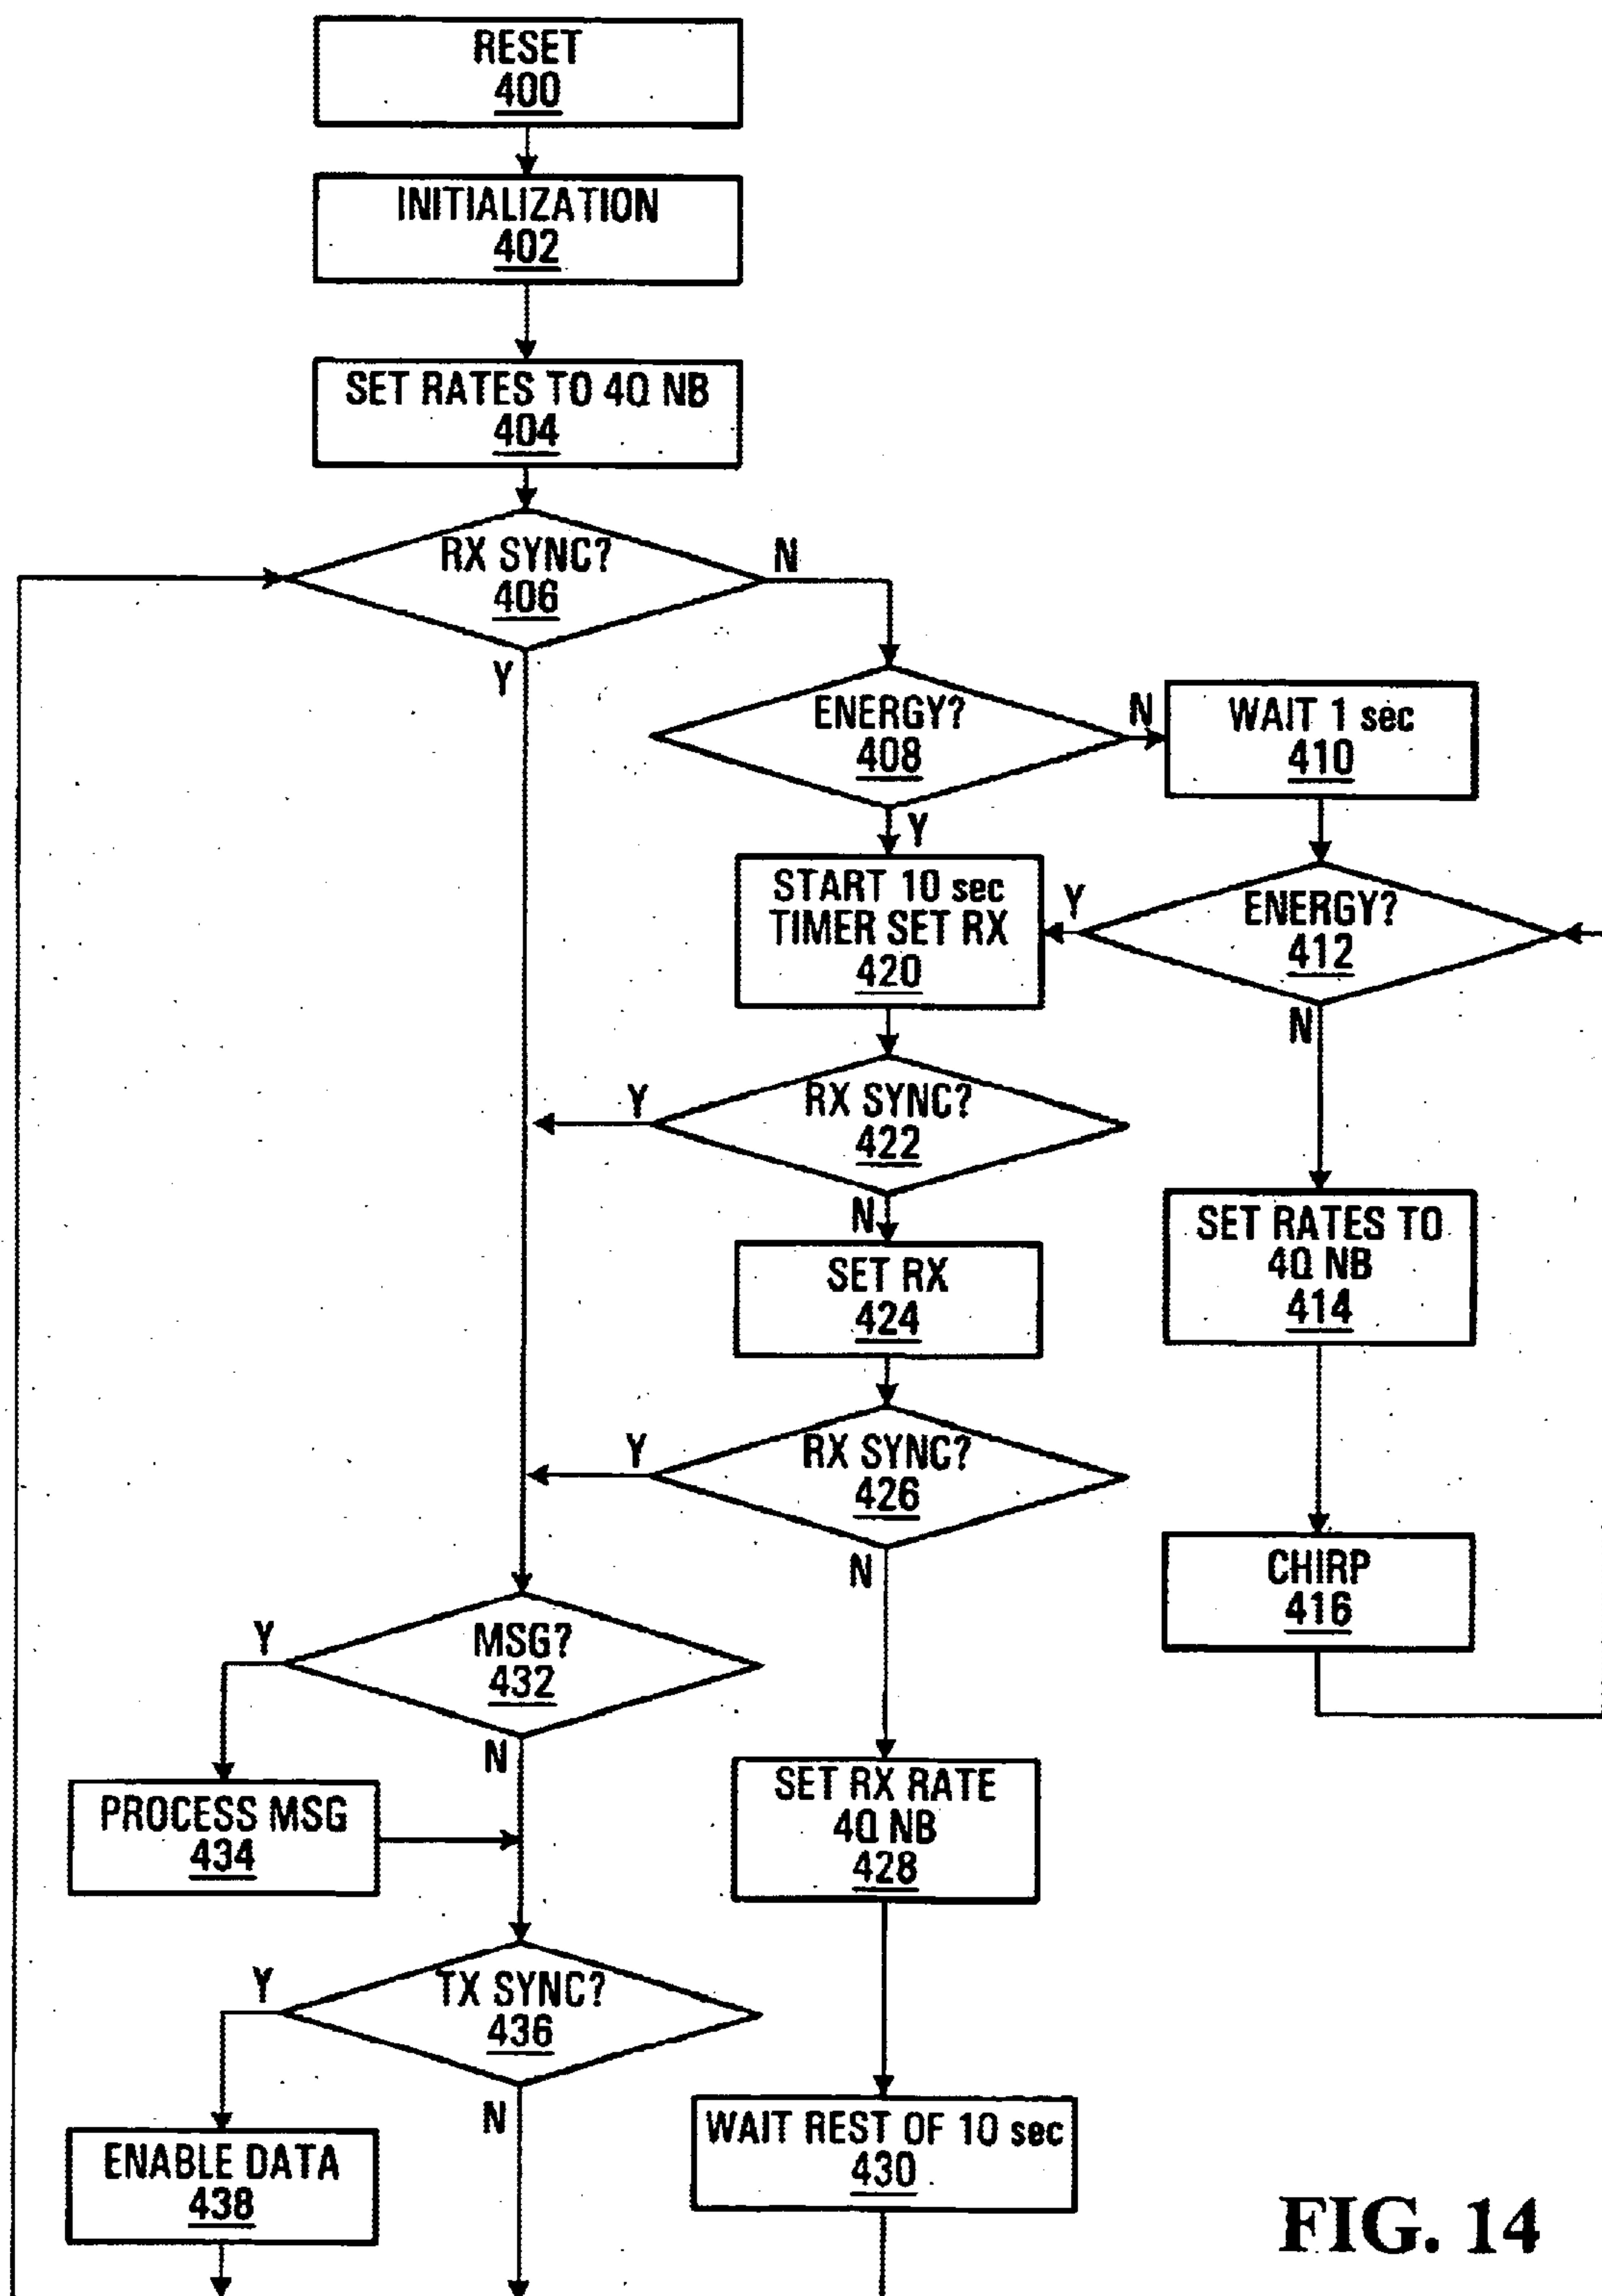 RESET
400
INITIALIZATION
402
SET RATES TO 4Q NB
404
RX SYNC?
406
N
Y
ENERGY?
408
N
WAIT 1 sec
410
Y
START 10 sec
TIMER SET RX
420
Y
ENERGY?
412
N
RX SYNC?
422
Y
N
SET RX
424
SET RATES TO
4Q NB
414
RX SYNC?
426
Y
N
CHIRP
416
MSG?
432
Y
N
PROCESS MSG
434
SET RX RATE
4Q NB
428
TX SYNC?
436
Y
N
ENABLE DATA
438
WAIT REST OF 10 sec
430
FIG. 14